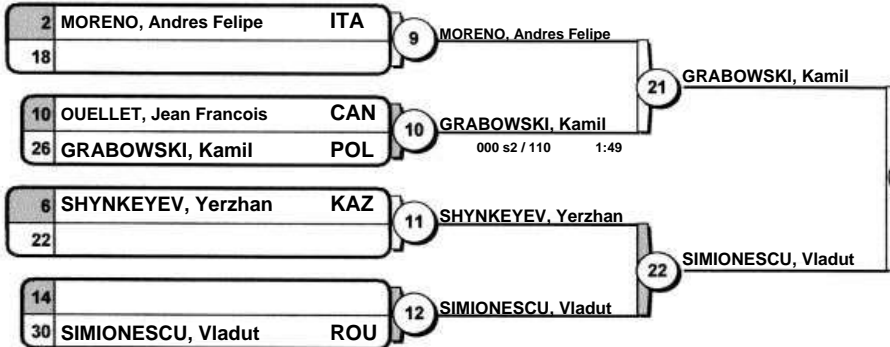 2 MORENO, Andres Felipe ITA
18
9
MORENO, Andres Felipe
21
GRABOWSKI, Kamil
10 OUELLET, Jean Francois CAN
26 GRABOWSKI, Kamil POL
10
GRABOWSKI, Kamil
000 s2 / 110 1:49
6 SHYNKEYEV, Yerzhan KAZ
22
11
SHYNKEYEV, Yerzhan
22
SIMIONESCU, Vladut
14
30 SIMIONESCU, Vladut ROU
12
SIMIONESCU, Vladut